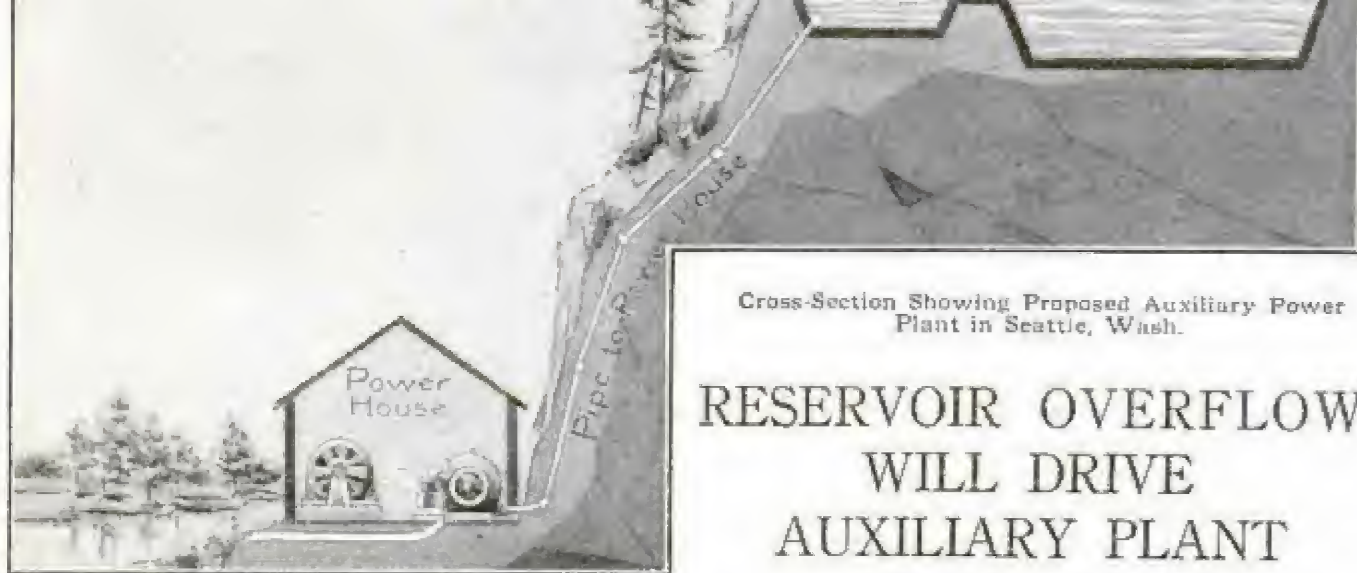 Pipe to Power House
Power
House
Cross-Section Showing Proposed Auxiliary Power
Plant in Seattle, Wash.
RESERVOIR OVERFLOW
WILL DRIVE
AUXILIARY PLANT